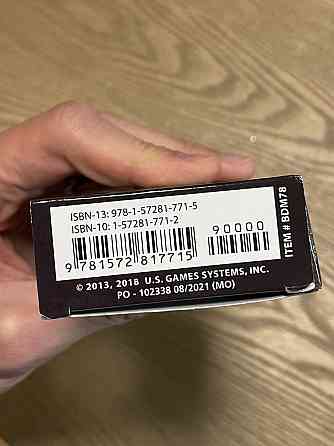 ISBN-13: 978-1-57281-771-5
ISBN-10: 1-57281-771-2
90000
9 781572 817715
© 2013, 2018 U.S. GAMES SYSTEMS, INC.
PO - 102338 08/2021 (MO)
ITEM # BDM78